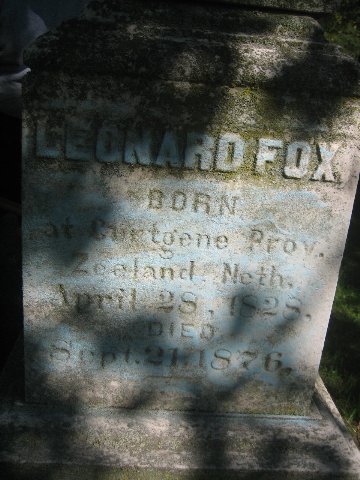 LEONARD FOX
BORN
at Cortgene Prov.
Zeeland, Neth.
April 28, 1828.
DIED
Sept. 21, 1876.